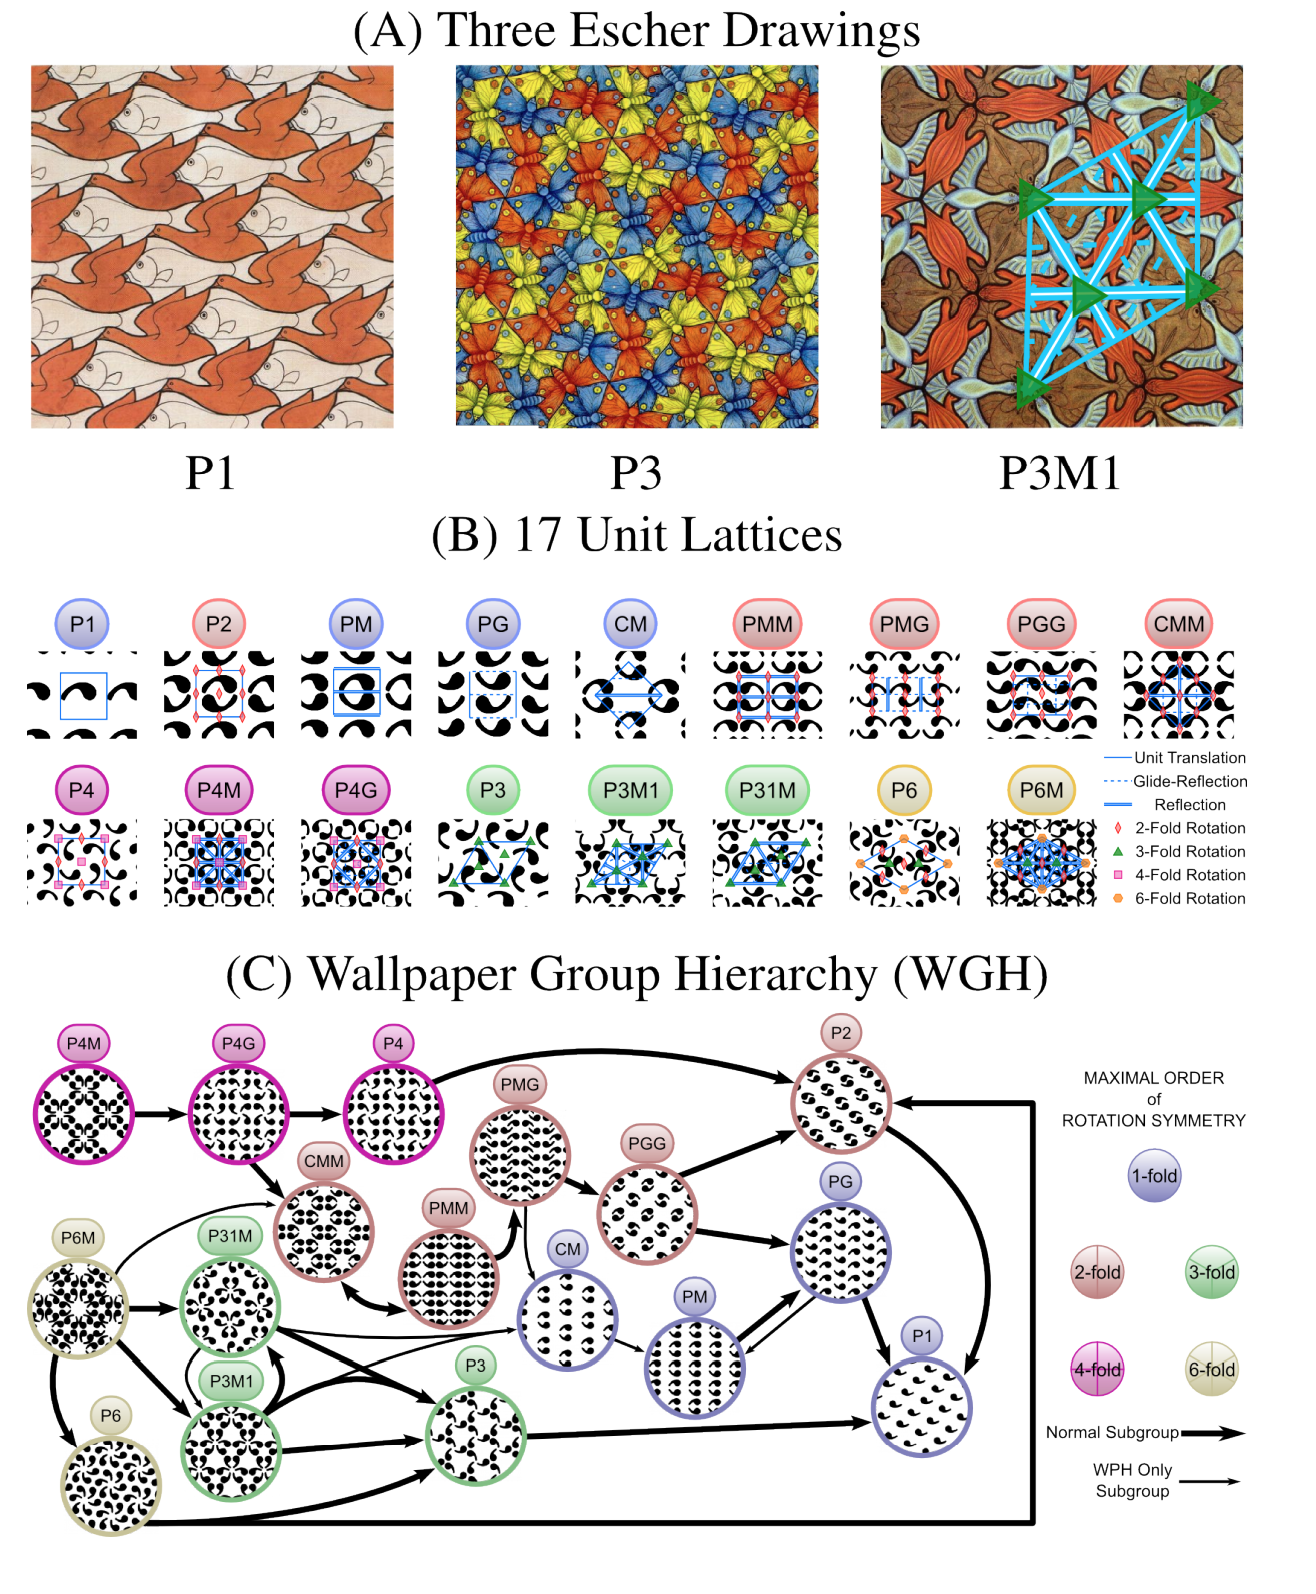 (A) Three Escher Drawings
P1 P3 P3M1
(B) 17 Unit Lattices
P1 P2 PM PG CM PMM PMG PGG CMM
P4 P4M P4G P3 P3M1 P31M P6 P6M
Unit Translation
Glide-Reflection
Reflection
2-Fold Rotation
3-Fold Rotation
4-Fold Rotation
6-Fold Rotation
(C) Wallpaper Group Hierarchy (WGH)
P4M P4G P4 P2
PMG
PGG
CMM
PG
PMM
P6M P31M
CM
PM
P1
P3
P3M1
P6
MAXIMAL ORDER
of
ROTATION SYMMETRY
1-fold
2-fold 3-fold
4-fold 6-fold
Normal Subgroup
WPH Only
Subgroup